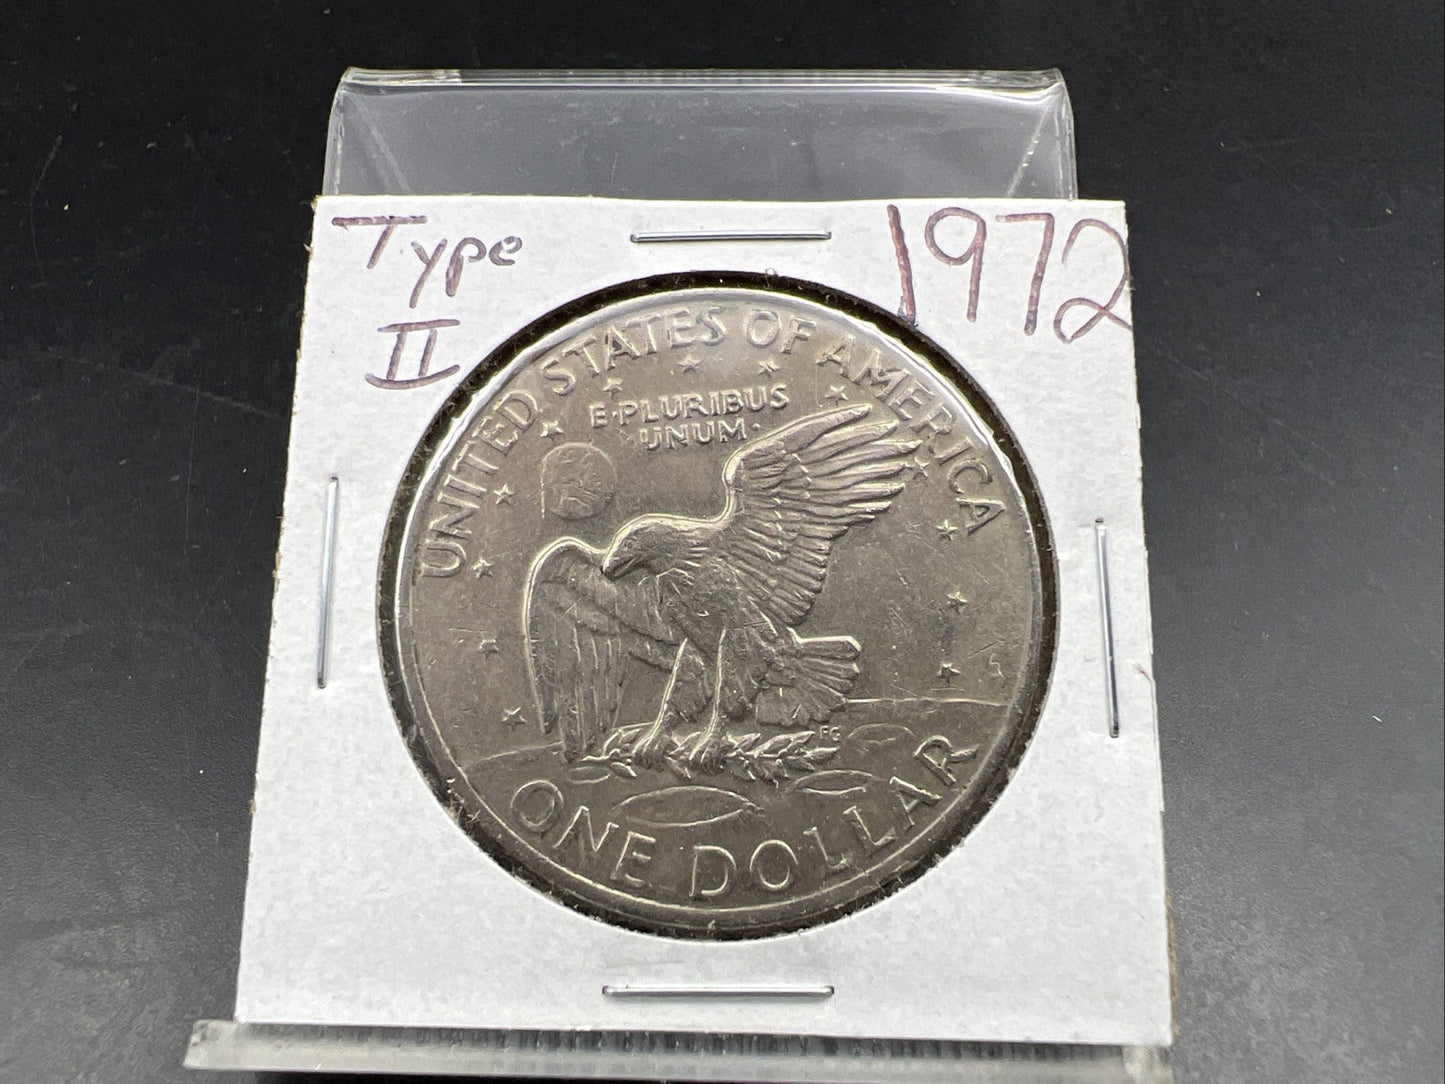 Type
II
1972
UNITED STATES OF AMERICA
E·PLURIBUS
UNUM·
FG
ONE DOLLAR